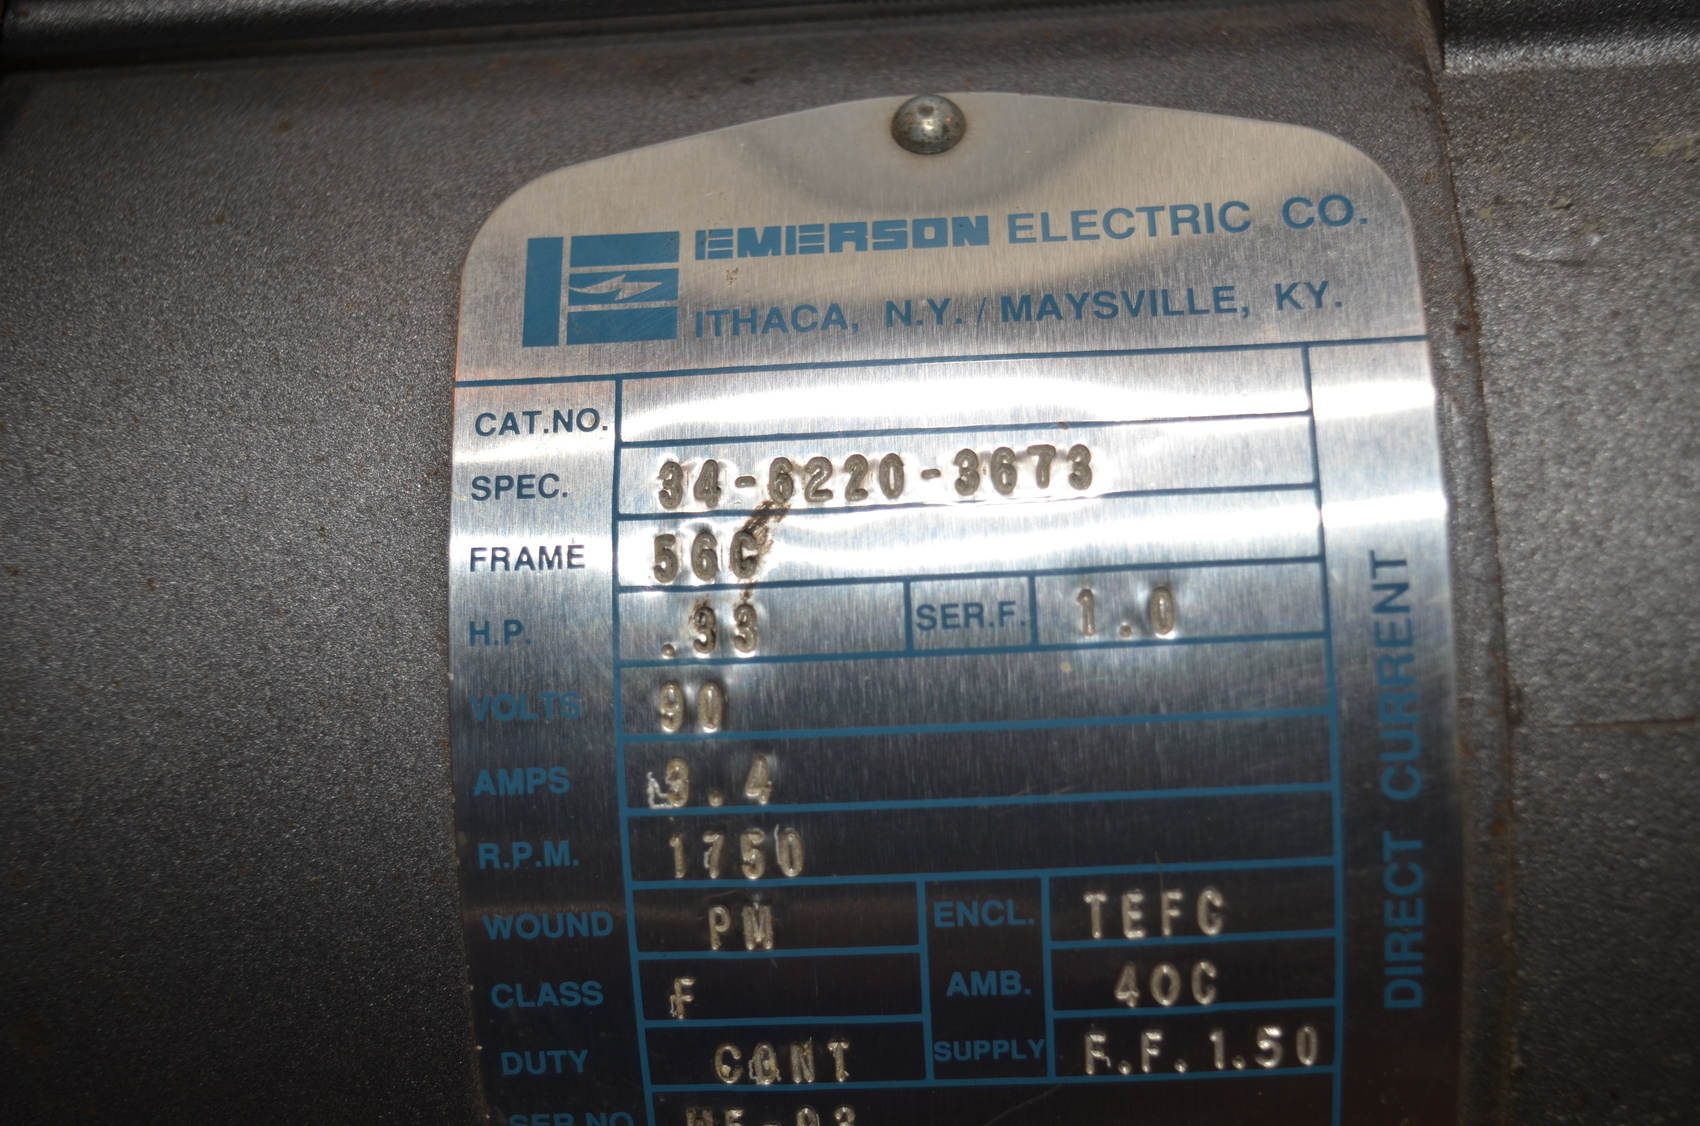 EMERSON ELECTRIC CO.
ITHACA, N.Y. / MAYSVILLE, KY.
CAT.NO.
SPEC. 34-6220-3673
FRAME 56C
H.P. .33 SER.F. 1.0
VOLTS 90
AMPS 3.4
R.P.M. 1750
WOUND PM ENCL. TEFC
CLASS F AMB. 40C
DUTY CONT SUPPLY F.F. 1.50
SER.NO
DIRECT CURRENT